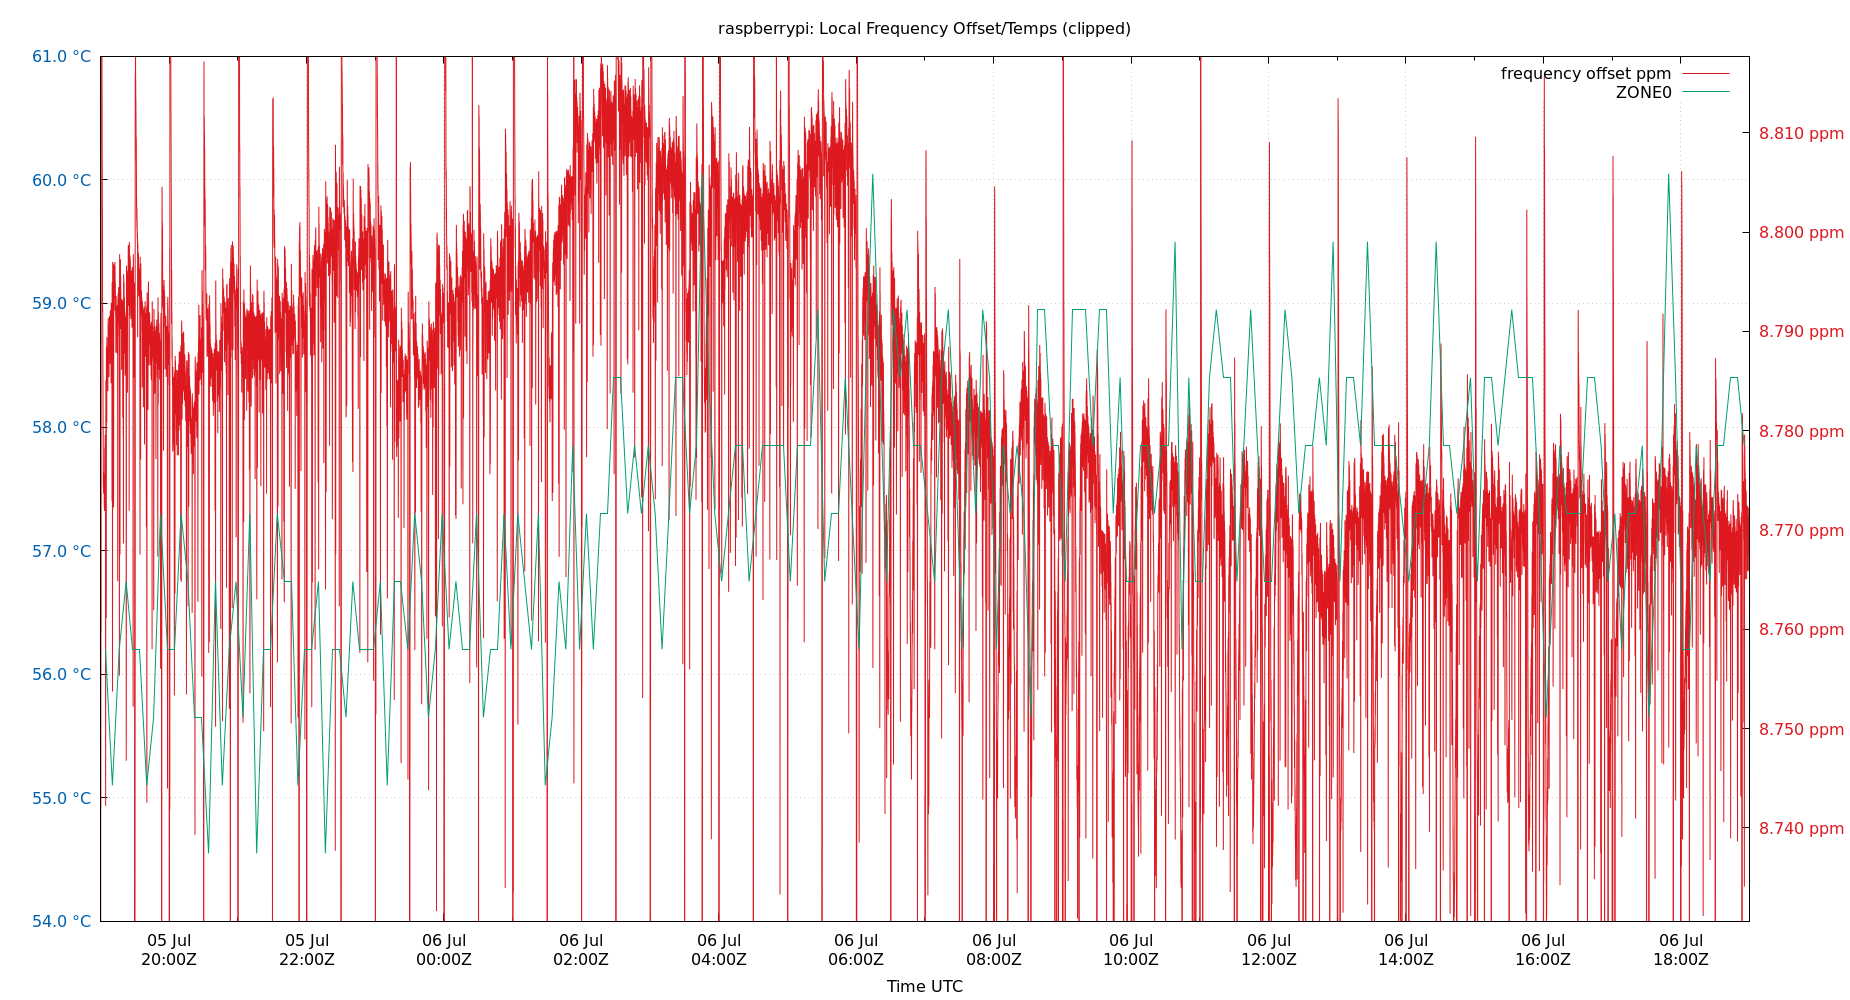 raspberrypi: Local Frequency Offset/Temps (clipped)
frequency offset ppm
ZONE0
61.0 °C
60.0 °C
59.0 °C
58.0 °C
57.0 °C
56.0 °C
55.0 °C
54.0 °C
8.810 ppm
8.800 ppm
8.790 ppm
8.780 ppm
8.770 ppm
8.760 ppm
8.750 ppm
8.740 ppm
05 Jul 05 Jul 06 Jul 06 Jul 06 Jul 06 Jul 06 Jul 06 Jul 06 Jul 06 Jul 06 Jul 06 Jul
20:00Z 22:00Z 00:00Z 02:00Z 04:00Z 06:00Z 08:00Z 10:00Z 12:00Z 14:00Z 16:00Z 18:00Z
Time UTC